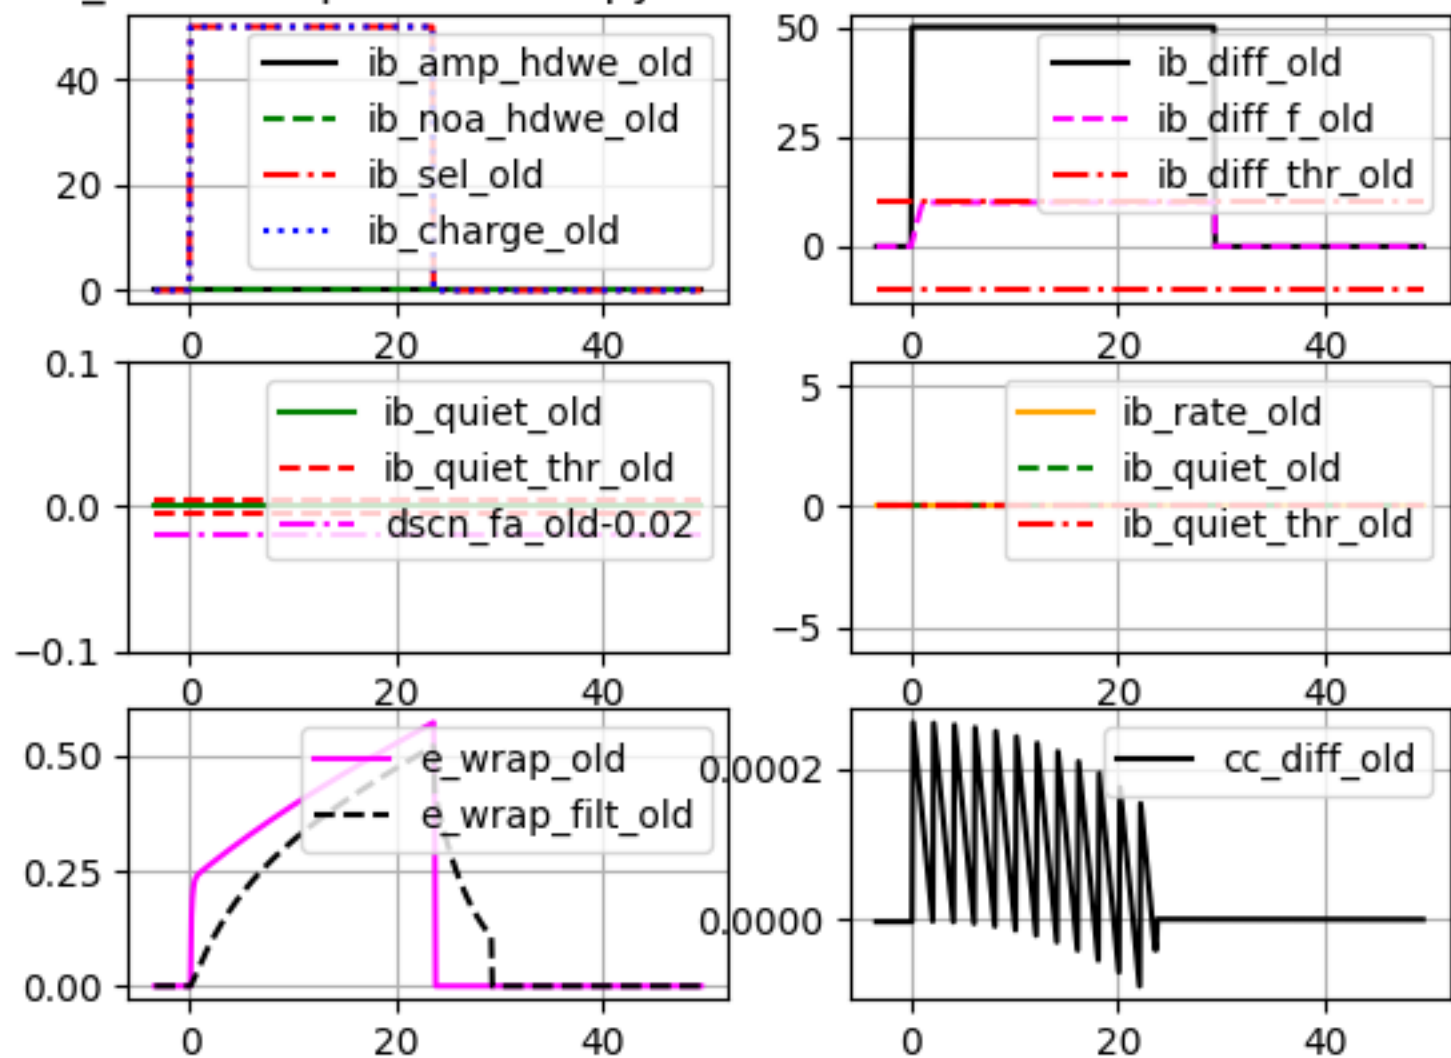 40
20
0
ib_amp_hdwe_old
ib_noa_hdwe_old
ib_sel_old
ib_charge_old
0 20 40
50
25
0
ib_diff_old
ib_diff_f_old
ib_diff_thr_old
0 20 40
0.1
0.0
−0.1
ib_quiet_old
ib_quiet_thr_old
dscn_fa_old-0.02
0 20 40
5
0
−5
ib_rate_old
ib_quiet_old
ib_quiet_thr_old
0 20 40
0.50
0.25
0.00
e_wrap_old
e_wrap_filt_old
0 20 40
0.0002
0.0000
cc_diff_old
0 20 40